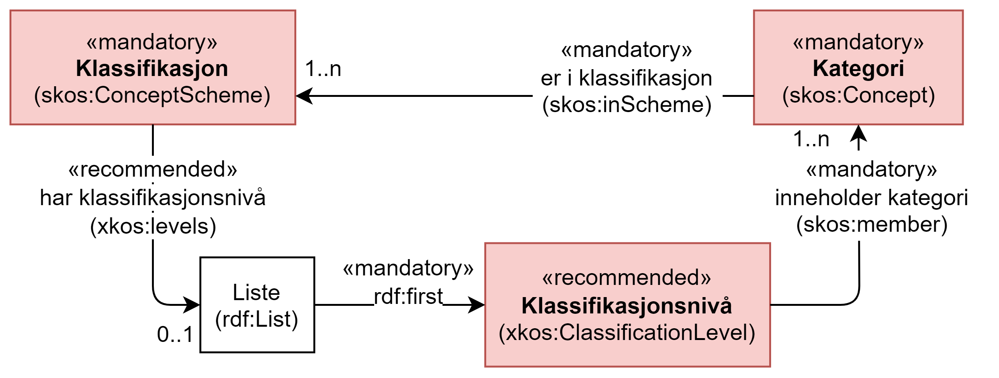 «mandatory»
Klassifikasjon
(skos:ConceptScheme)
1..n
«mandatory»
er i klassifikasjon
(skos:inScheme)
«mandatory»
Kategori
(skos:Concept)
«recommended»
har klassifikasjonsnivå
(xkos:levels)
0..1
Liste
(rdf:List)
«mandatory»
rdf:first
«recommended»
Klassifikasjonsnivå
(xkos:ClassificationLevel)
1..n
«mandatory»
inneholder kategori
(skos:member)